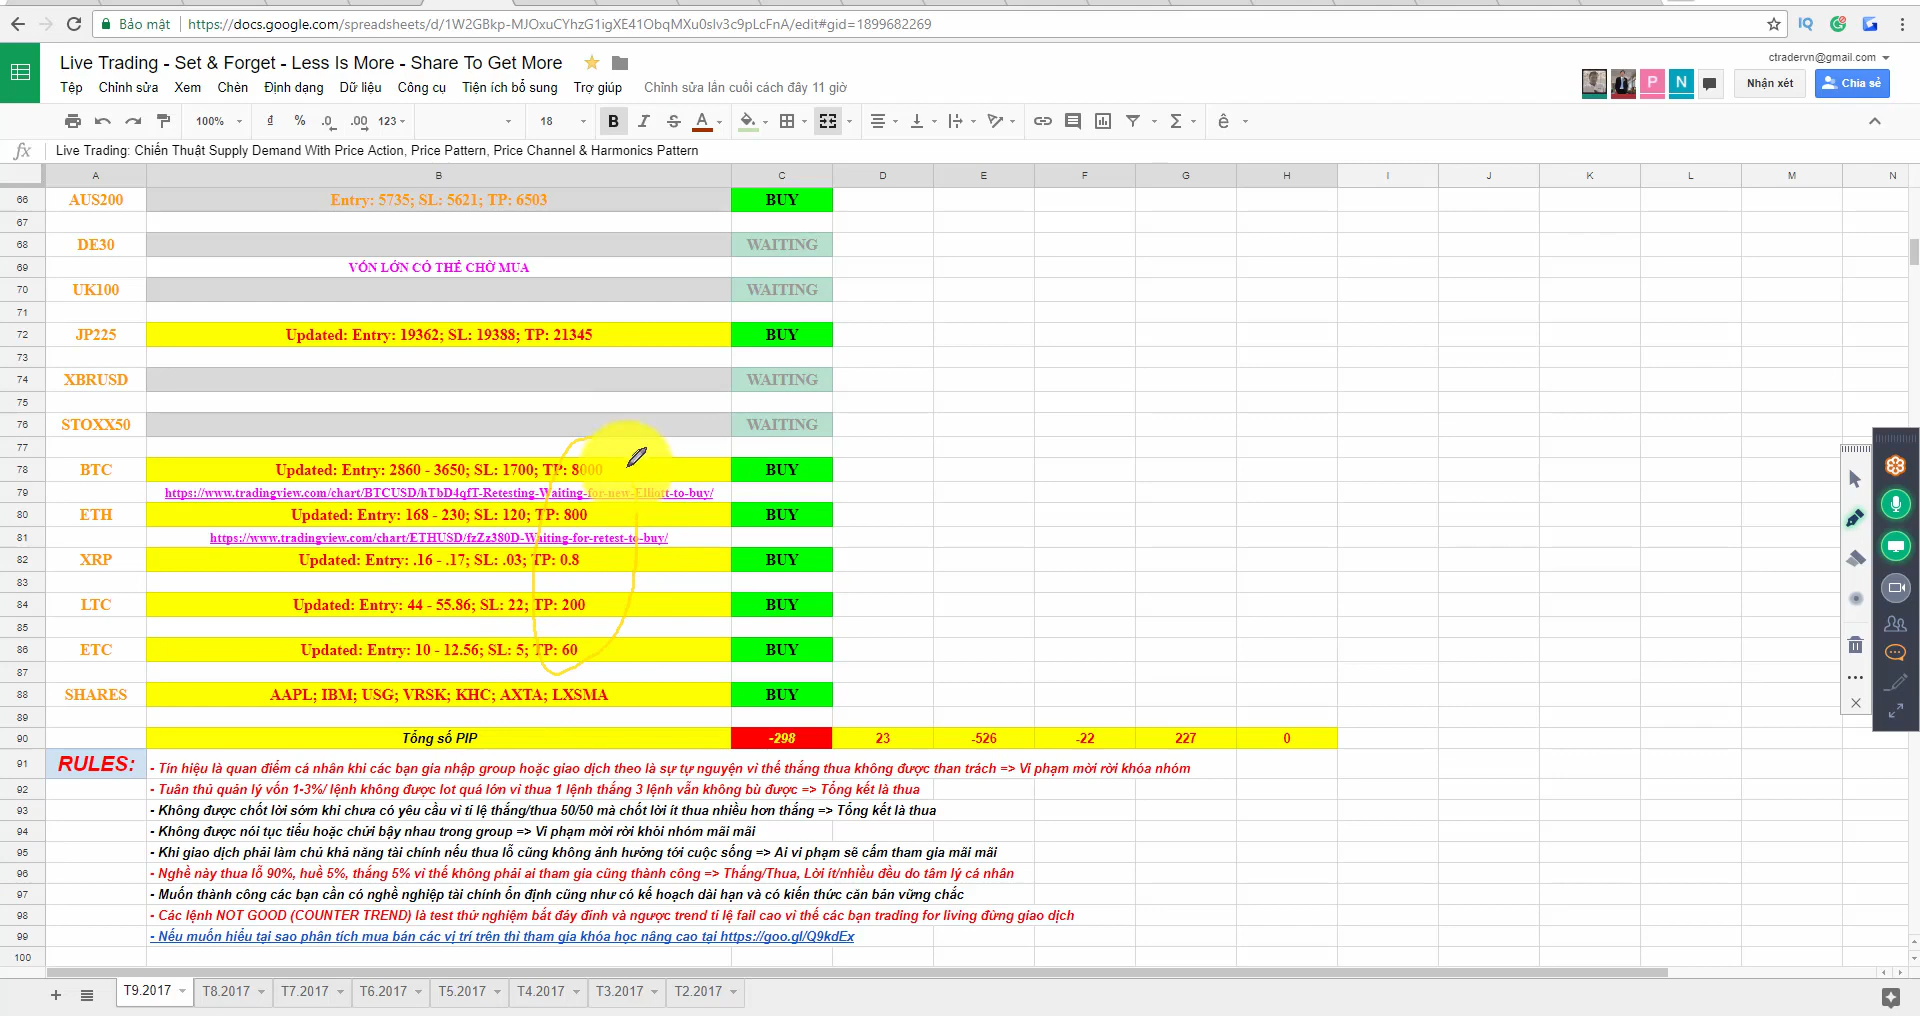 Bảo mật https://docs.google.com/spreadsheets/d/1W2GBkp-MJOxuCYhzG1igXE41ObqMXu0slv3c9pLcFnA/edit#gid=1899682269
Live Trading - Set & Forget - Less Is More - Share To Get More
ctradervn@gmail.com
Tệp Chỉnh sửa Xem Chèn Định dạng Dữ liệu Công cụ Tiện ích bổ sung Trợ giúp Chỉnh sửa lần cuối cách đây 11 giờ
P N Nhận xét Chia sẻ
100% đ % .0 .00 123 18 B I S A Σ ê
fx Live Trading: Chiến Thuật Supply Demand With Price Action, Price Pattern, Price Channel & Harmonics Pattern
A B C D E F G H I J K L M N
66 AUS200 Entry: 5735; SL: 5621; TP: 6503 BUY
67
68 DE30 WAITING
69 VỐN LỚN CÓ THỂ CHỜ MUA
70 UK100 WAITING
71
72 JP225 Updated: Entry: 19362; SL: 19388; TP: 21345 BUY
73
74 XBRUSD WAITING
75
76 STOXX50 WAITING
77
78 BTC Updated: Entry: 2860 - 3650; SL: 1700; TP: 8000 BUY
79 https://www.tradingview.com/chart/BTCUSD/hTbD4qfT-Retesting-Waiting-for-new-Elliott-to-buy/
80 ETH Updated: Entry: 168 - 230; SL: 120; TP: 800 BUY
81 https://www.tradingview.com/chart/ETHUSD/fzZz380D-Waiting-for-retest-to-buy/
82 XRP Updated: Entry: .16 - .17; SL: .03; TP: 0.8 BUY
83
84 LTC Updated: Entry: 44 - 55.86; SL: 22; TP: 200 BUY
85
86 ETC Updated: Entry: 10 - 12.56; SL: 5; TP: 60 BUY
87
88 SHARES AAPL; IBM; USG; VRSK; KHC; AXTA; LXSMA BUY
89
90 Tổng số PIP -298 23 -526 -22 227 0
91 RULES: - Tín hiệu là quan điểm cá nhân khi các bạn gia nhập group hoặc giao dịch theo là sự tự nguyện vì thế thắng thua không được than trách => Vi phạm mời rời khóa nhóm
92 - Tuân thủ quản lý vốn 1-3%/ lệnh không được lot quá lớn vì thua 1 lệnh thắng 3 lệnh vẫn không bù được => Tổng kết là thua
93 - Không được chốt lời sớm khi chưa có yêu cầu vì tỉ lệ thắng/thua 50/50 mà chốt lời ít thua nhiều hơn thắng => Tổng kết là thua
94 - Không được nói tục tiểu hoặc chửi bậy nhau trong group => Vi phạm mời rời khỏi nhóm mãi mãi
95 - Khi giao dịch phải làm chủ khả năng tài chính nếu thua lỗ cũng không ảnh hưởng tới cuộc sống => Ai vi phạm sẽ cấm tham gia mãi mãi
96 - Nghề này thua lỗ 90%, huề 5%, thắng 5% vì thế không phải ai tham gia cũng thành công => Thắng/Thua, Lời ít/nhiều đều do tâm lý cá nhân
97 - Muốn thành công các bạn cần có nghề nghiệp tài chính ổn định cũng như có kế hoạch dài hạn và có kiến thức căn bản vững chắc
98 - Các lệnh NOT GOOD (COUNTER TREND) là test thử nghiệm bắt đáy đỉnh và ngược trend tỉ lệ fail cao vì thế các bạn trading for living đừng giao dịch
99 - Nếu muốn hiểu tại sao phân tích mua bán các vị trí trên thì tham gia khóa học nâng cao tại https://goo.gl/Q9kdEx
100
T9.2017 T8.2017 T7.2017 T6.2017 T5.2017 T4.2017 T3.2017 T2.2017